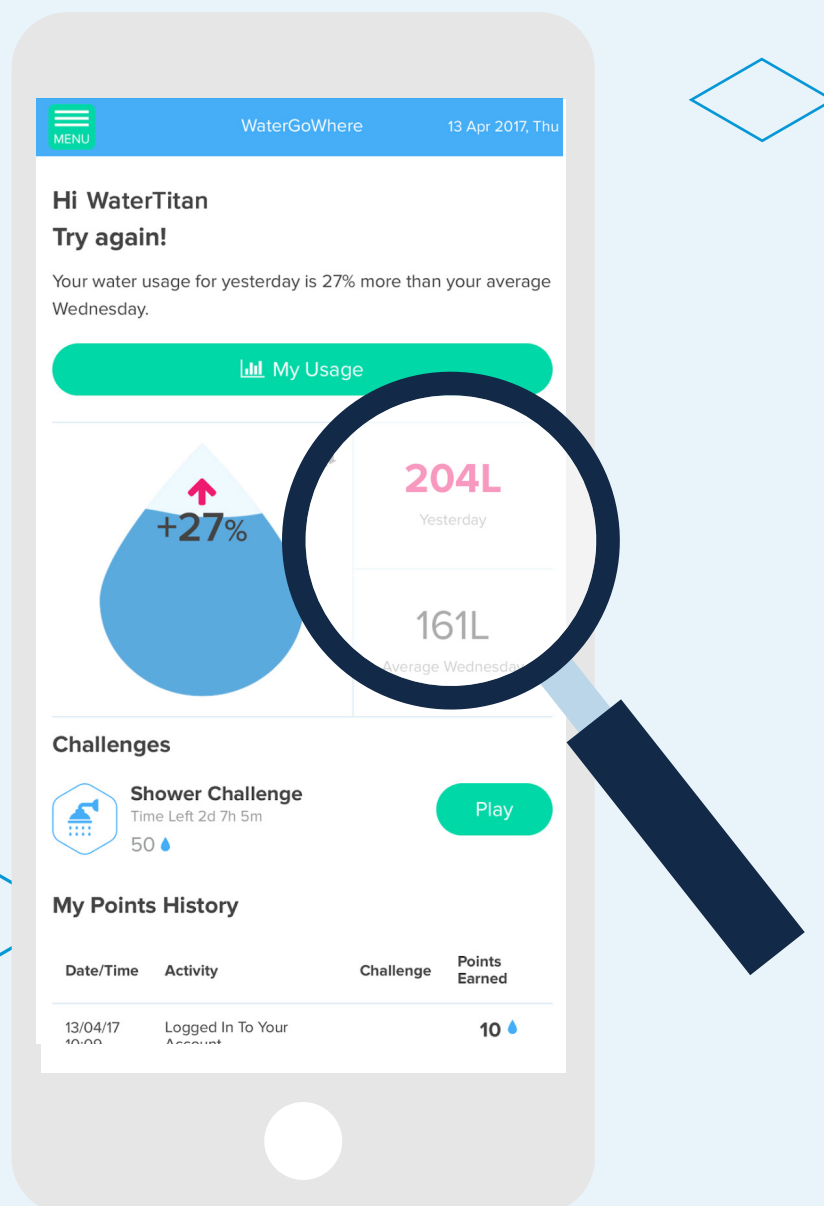 MENU
WaterGoWhere
13 Apr 2017, Thu
Hi WaterTitan
Try again!
Your water usage for yesterday is 27% more than your average
Wednesday.
My Usage
+27%
204L
Yesterday
161L
Average Wednesday
Challenges
Shower Challenge
Time Left 2d 7h 5m
50
Play
My Points History
Date/Time
Activity
Challenge
Points
Earned
13/04/17
10:09
Logged In To Your
Account
10